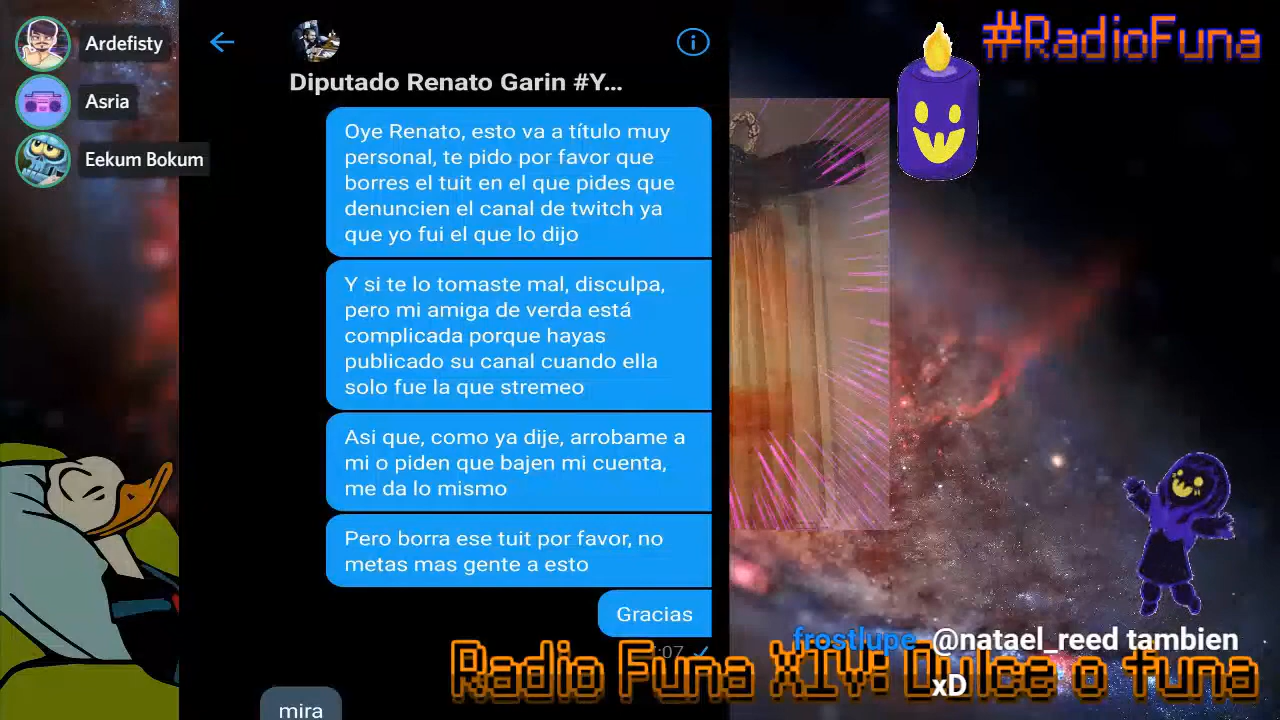 Ardefisty
Asria
Eekum Bokum
#RadioFuna
Diputado Renato Garin #Y...
Oye Renato, esto va a título muy
personal, te pido por favor que
borres el tuit en el que pides que
denuncien el canal de twitch ya
que yo fui el que lo dijo
Y si te lo tomaste mal, disculpa,
pero mi amiga de verda está
complicada porque hayas
publicado su canal cuando ella
solo fue la que stremeo
Asi que, como ya dije, arrobame a
mi o piden que bajen mi cuenta,
me da lo mismo
Pero borra ese tuit por favor, no
metas mas gente a esto
Gracias
:07
mira
frostlupe @natael_reed tambien
xD
Radio Funa XIV: Dulce o funa